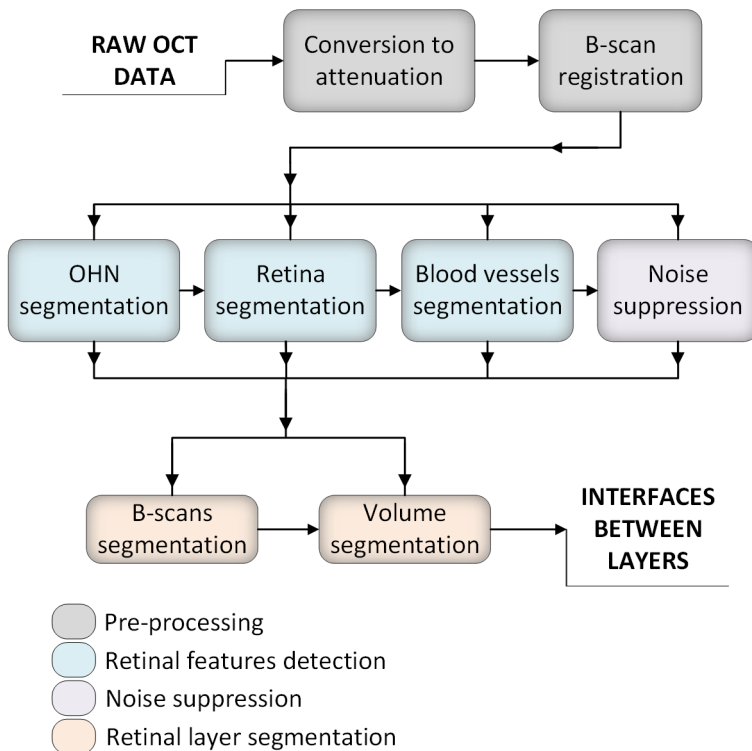 RAW OCT
DATA
Conversion to
attenuation
B-scan
registration
OHN
segmentation
Retina
segmentation
Blood vessels
segmentation
Noise
suppression
B-scans
segmentation
Volume
segmentation
INTERFACES
BETWEEN
LAYERS
Pre-processing
Retinal features detection
Noise suppression
Retinal layer segmentation